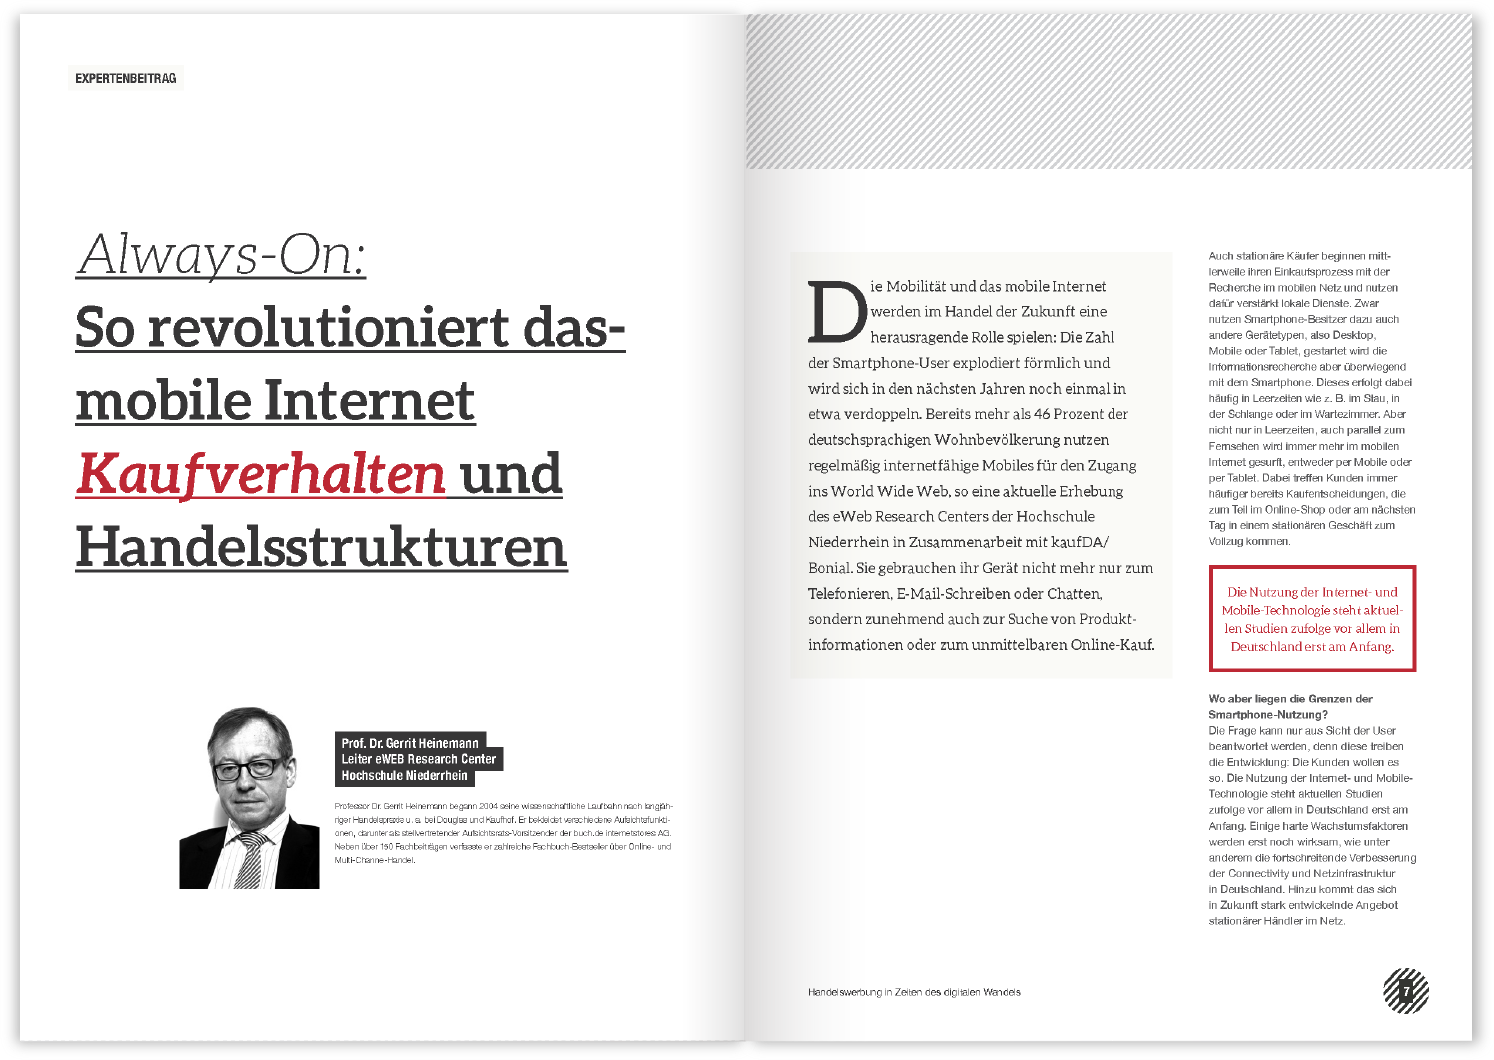 EXPERTENBEITRAG
Always-On:
So revolutioniert das-
mobile Internet
Kaufverhalten und
Handelsstrukturen
Prof. Dr. Gerrit Heinemann
Leiter eWEB Research Center
Hochschule Niederrhein
Professor Dr. Gerrit Heinemann begann 2004 seine wissenschaftliche Laufbahn nach langjäh-
riger Handelspraxis u. a. bei Douglas und Kaufhof. Er bekleidet verschiedene Aufsichtsfunkti-
onen, darunter als stellvertretender Aufsichtsrats-Vorsitzender der buch.de internetstores AG.
Neben über 150 Fachbeiträgen verfasste er zahlreiche Fachbuch-Bestseller über Online- und
Multi-Channel-Handel.
Die Mobilität und das mobile Internet
werden im Handel der Zukunft eine
herausragende Rolle spielen: Die Zahl
der Smartphone-User explodiert förmlich und
wird sich in den nächsten Jahren noch einmal in
etwa verdoppeln. Bereits mehr als 46 Prozent der
deutschsprachigen Wohnbevölkerung nutzen
regelmäßig internetfähige Mobiles für den Zugang
ins World Wide Web, so eine aktuelle Erhebung
des eWeb Research Centers der Hochschule
Niederrhein in Zusammenarbeit mit kaufDA/
Bonial. Sie gebrauchen ihr Gerät nicht mehr nur zum
Telefonieren, E-Mail-Schreiben oder Chatten,
sondern zunehmend auch zur Suche von Produkt-
informationen oder zum unmittelbaren Online-Kauf.
Auch stationäre Käufer beginnen mitt-
lerweile ihren Einkaufsprozess mit der
Recherche im mobilen Netz und nutzen
dafür verstärkt lokale Dienste. Zwar
nutzen Smartphone-Besitzer dazu auch
andere Gerätetypen, also Desktop,
Mobile oder Tablet, gestartet wird die
Informationsrecherche aber überwiegend
mit dem Smartphone. Dieses erfolgt dabei
häufig in Leerzeiten wie z. B. im Stau, in
der Schlange oder im Wartezimmer. Aber
nicht nur in Leerzeiten, auch parallel zum
Fernsehen wird immer mehr im mobilen
Internet gesurft, entweder per Mobile oder
per Tablet. Dabei treffen Kunden immer
häufiger bereits Kaufentscheidungen, die
zum Teil im Online-Shop oder am nächsten
Tag in einem stationären Geschäft zum
Vollzug kommen.
Die Nutzung der Internet- und
Mobile-Technologie steht aktuel-
len Studien zufolge vor allem in
Deutschland erst am Anfang.
Wo aber liegen die Grenzen der
Smartphone-Nutzung?
Die Frage kann nur aus Sicht der User
beantwortet werden, denn diese treiben
die Entwicklung: Die Kunden wollen es
so. Die Nutzung der Internet- und Mobile-
Technologie steht aktuellen Studien
zufolge vor allem in Deutschland erst am
Anfang. Einige harte Wachstumsfaktoren
werden erst noch wirksam, wie unter
anderem die fortschreitende Verbesserung
der Connectivity und Netzinfrastruktur
in Deutschland. Hinzu kommt das sich
in Zukunft stark entwickelnde Angebot
stationärer Händler im Netz.
Handelswerbung in Zeiten des digitalen Wandels
7